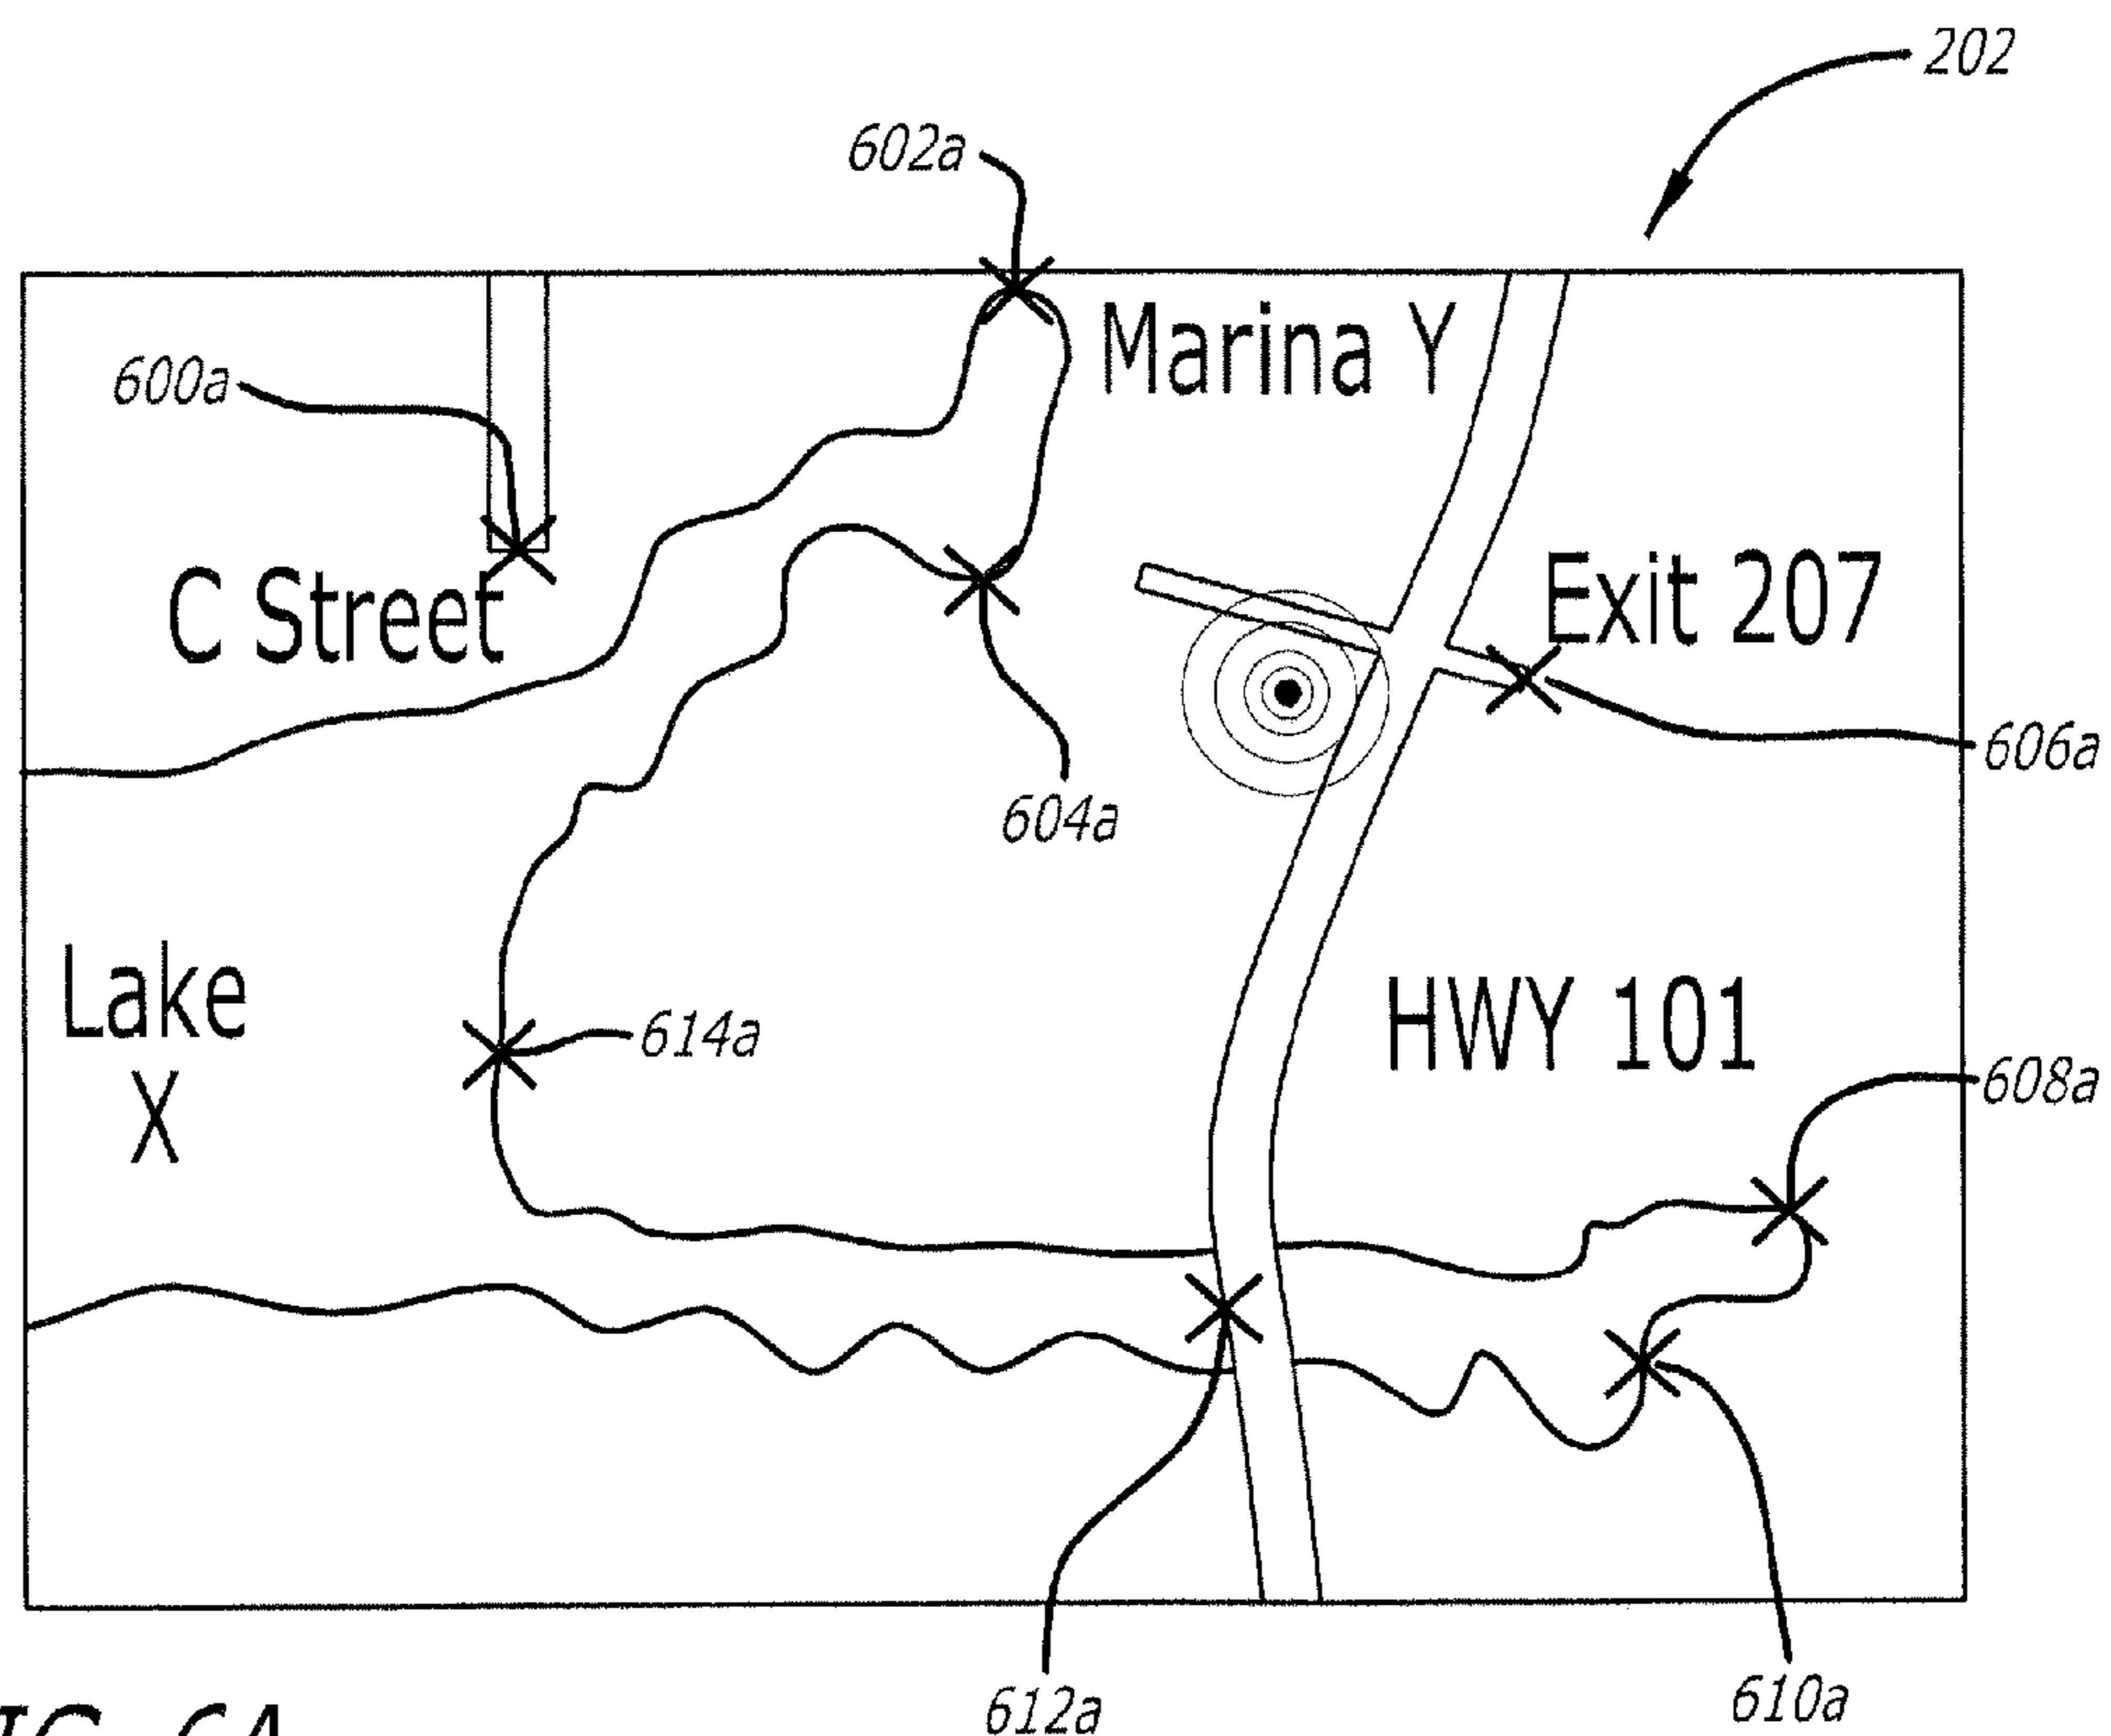 202
602a
Marina Y
600a
Exit 207
C Street
606a
604a
Lake
X
614a
HWY 101
608a
612a
610a